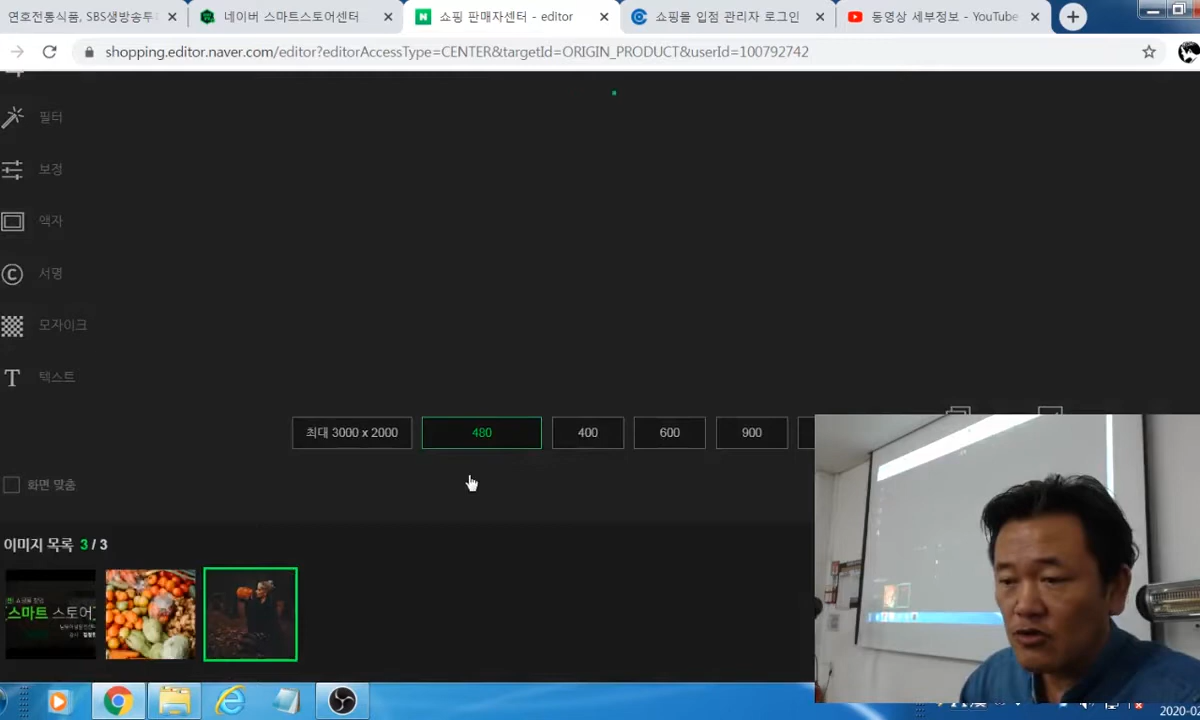 연호전통식품, SBS생방송투
네이버 스마트스토어센터
쇼핑 판매자센터 - editor
쇼핑몰 입점 관리자 로그인
동영상 세부정보 - YouTube
shopping.editor.naver.com/editor?editorAccessType=CENTER&targetId=ORIGIN_PRODUCT&userId=100792742
필터
보정
액자
서명
모자이크
T 텍스트
최대 3000 x 2000
480
400
600
900
화면 맞춤
이미지 목록 3 / 3
스마트 스토어
2020-02